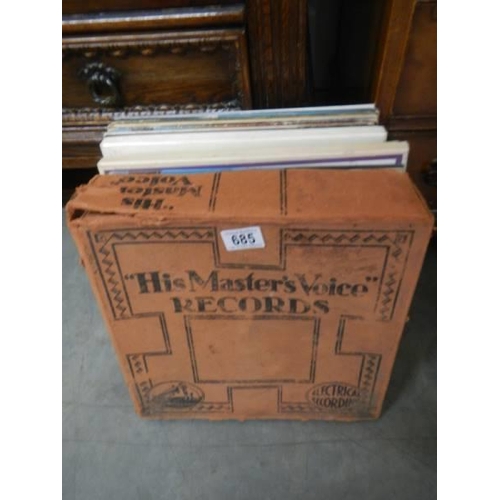 "His
Master's
Voice"
685
"His Master's Voice"
RECORDS
ELECTRICAL
RECORDING